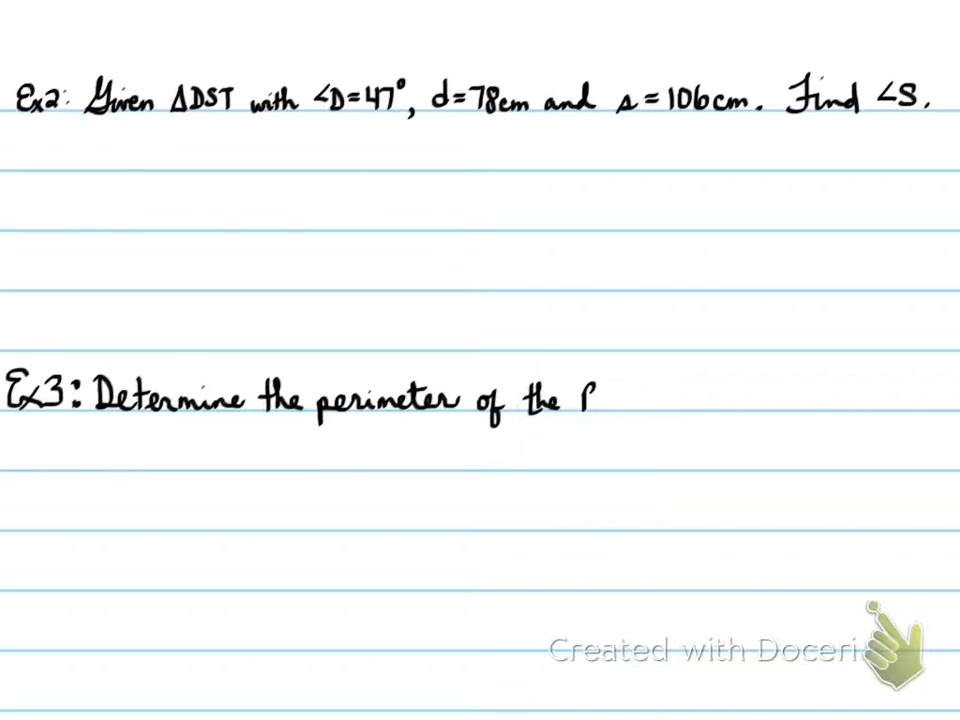 Ex2: Given ΔDST with ∠D=47°, d=78cm and s=106cm. Find ∠S.
Ex3: Determine the perimeter of the P
Created with Doceri